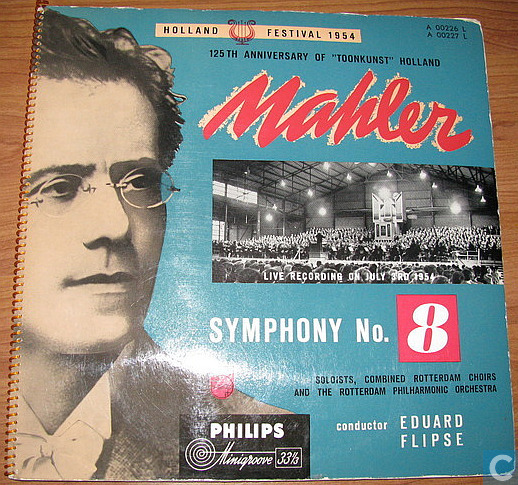 HOLLAND FESTIVAL 1954
A 00226 L
A 00227 L
125TH ANNIVERSARY OF "TOONKUNST" HOLLAND
Mahler
LIVE RECORDING ON JULY 3RD 1954
SYMPHONY No. 8
SOLOISTS, COMBINED ROTTERDAM CHOIRS
AND THE ROTTERDAM PHILHARMONIC ORCHESTRA
conductor EDUARD
FLIPSE
PHILIPS
Minigroove 33⅓
C